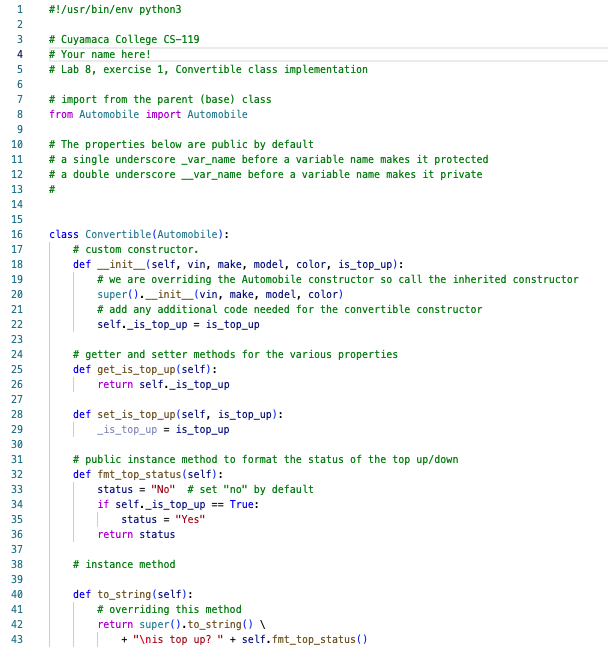 1 #!/usr/bin/env python3
2
3 # Cuyamaca College CS-119
4 # Your name here!
5 # Lab 8, exercise 1, Convertible class implementation
6
7 # import from the parent (base) class
8 from Automobile import Automobile
9
10 # The properties below are public by default
11 # a single underscore _var_name before a variable name makes it protected
12 # a double underscore __var_name before a variable name makes it private
13 #
14
15
16 class Convertible(Automobile):
17     # custom constructor.
18     def __init__(self, vin, make, model, color, is_top_up):
19         # we are overriding the Automobile constructor so call the inherited constructor
20         super().__init__(vin, make, model, color)
21         # add any additional code needed for the convertible constructor
22         self._is_top_up = is_top_up
23
24     # getter and setter methods for the various properties
25     def get_is_top_up(self):
26         return self._is_top_up
27
28     def set_is_top_up(self, is_top_up):
29         _is_top_up = is_top_up
30
31     # public instance method to format the status of the top up/down
32     def fmt_top_status(self):
33         status = "No"  # set "no" by default
34         if self._is_top_up == True:
35             status = "Yes"
36         return status
37
38     # instance method
39
40     def to_string(self):
41         # overriding this method
42         return super().to_string() \
43             + "\nis top up? " + self.fmt_top_status()